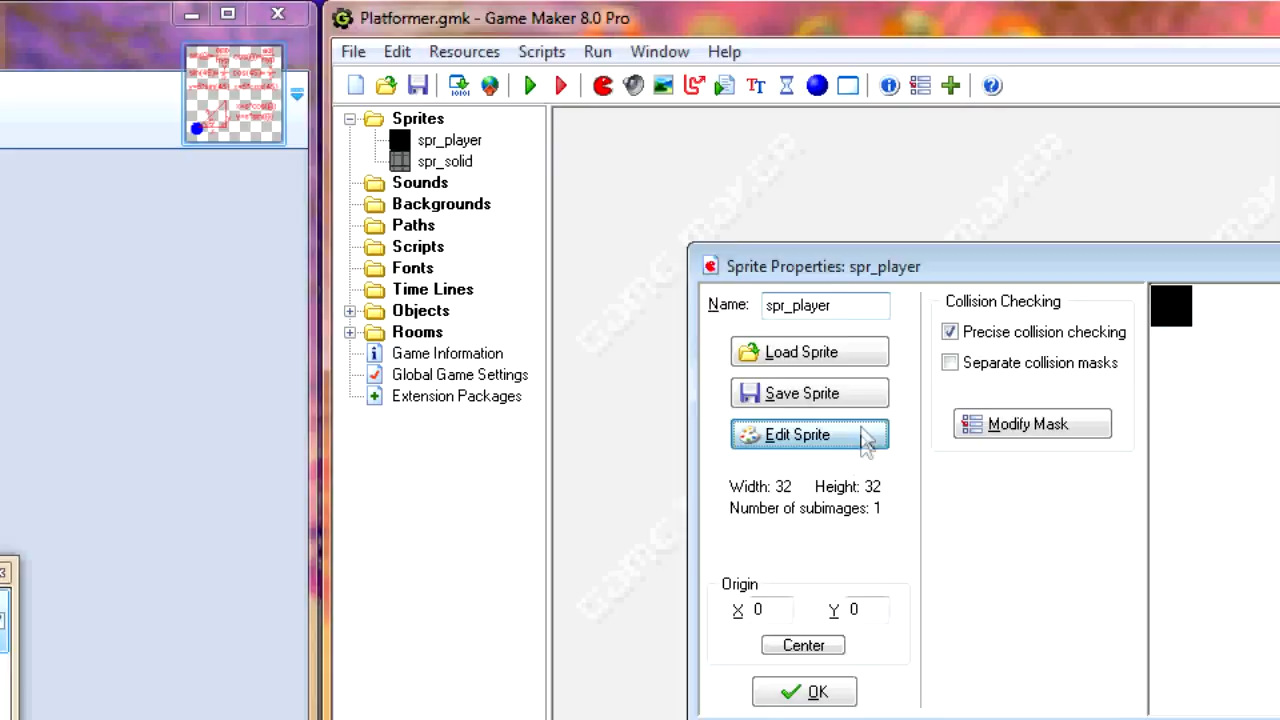 Platformer.gmk - Game Maker 8.0 Pro
File Edit Resources Scripts Run Window Help
Sprites
spr_player
spr_solid
Sounds
Backgrounds
Paths
Scripts
Fonts
Time Lines
Objects
Rooms
Game Information
Global Game Settings
Extension Packages
Sprite Properties: spr_player
Name: spr_player
Load Sprite
Save Sprite
Edit Sprite
Width: 32 Height: 32
Number of subimages: 1
Origin
X 0 Y 0
Center
OK
Collision Checking
Precise collision checking
Separate collision masks
Modify Mask